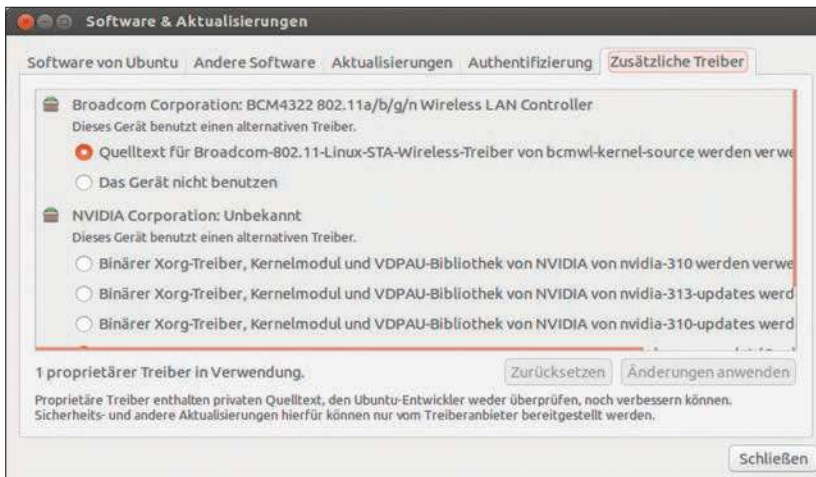 Software & Aktualisierungen
Software von Ubuntu Andere Software Aktualisierungen Authentifizierung Zusätzliche Treiber
Broadcom Corporation: BCM4322 802.11a/b/g/n Wireless LAN Controller
Dieses Gerät benutzt einen alternativen Treiber.
Quelltext für Broadcom-802.11-Linux-STA-Wireless-Treiber von bcmwl-kernel-source werden verwe
Das Gerät nicht benutzen
NVIDIA Corporation: Unbekannt
Dieses Gerät benutzt einen alternativen Treiber.
Binärer Xorg-Treiber, Kernelmodul und VDPAU-Bibliothek von NVIDIA von nvidia-310 werden verwe
Binärer Xorg-Treiber, Kernelmodul und VDPAU-Bibliothek von NVIDIA von nvidia-313-updates werd
Binärer Xorg-Treiber, Kernelmodul und VDPAU-Bibliothek von NVIDIA von nvidia-310-updates werd
1 proprietärer Treiber in Verwendung.
Zurücksetzen Änderungen anwenden
Proprietäre Treiber enthalten privaten Quelltext, den Ubuntu-Entwickler weder überprüfen, noch verbessern können.
Sicherheits- und andere Aktualisierungen hierfür können nur vom Treiberanbieter bereitgestellt werden.
Schließen